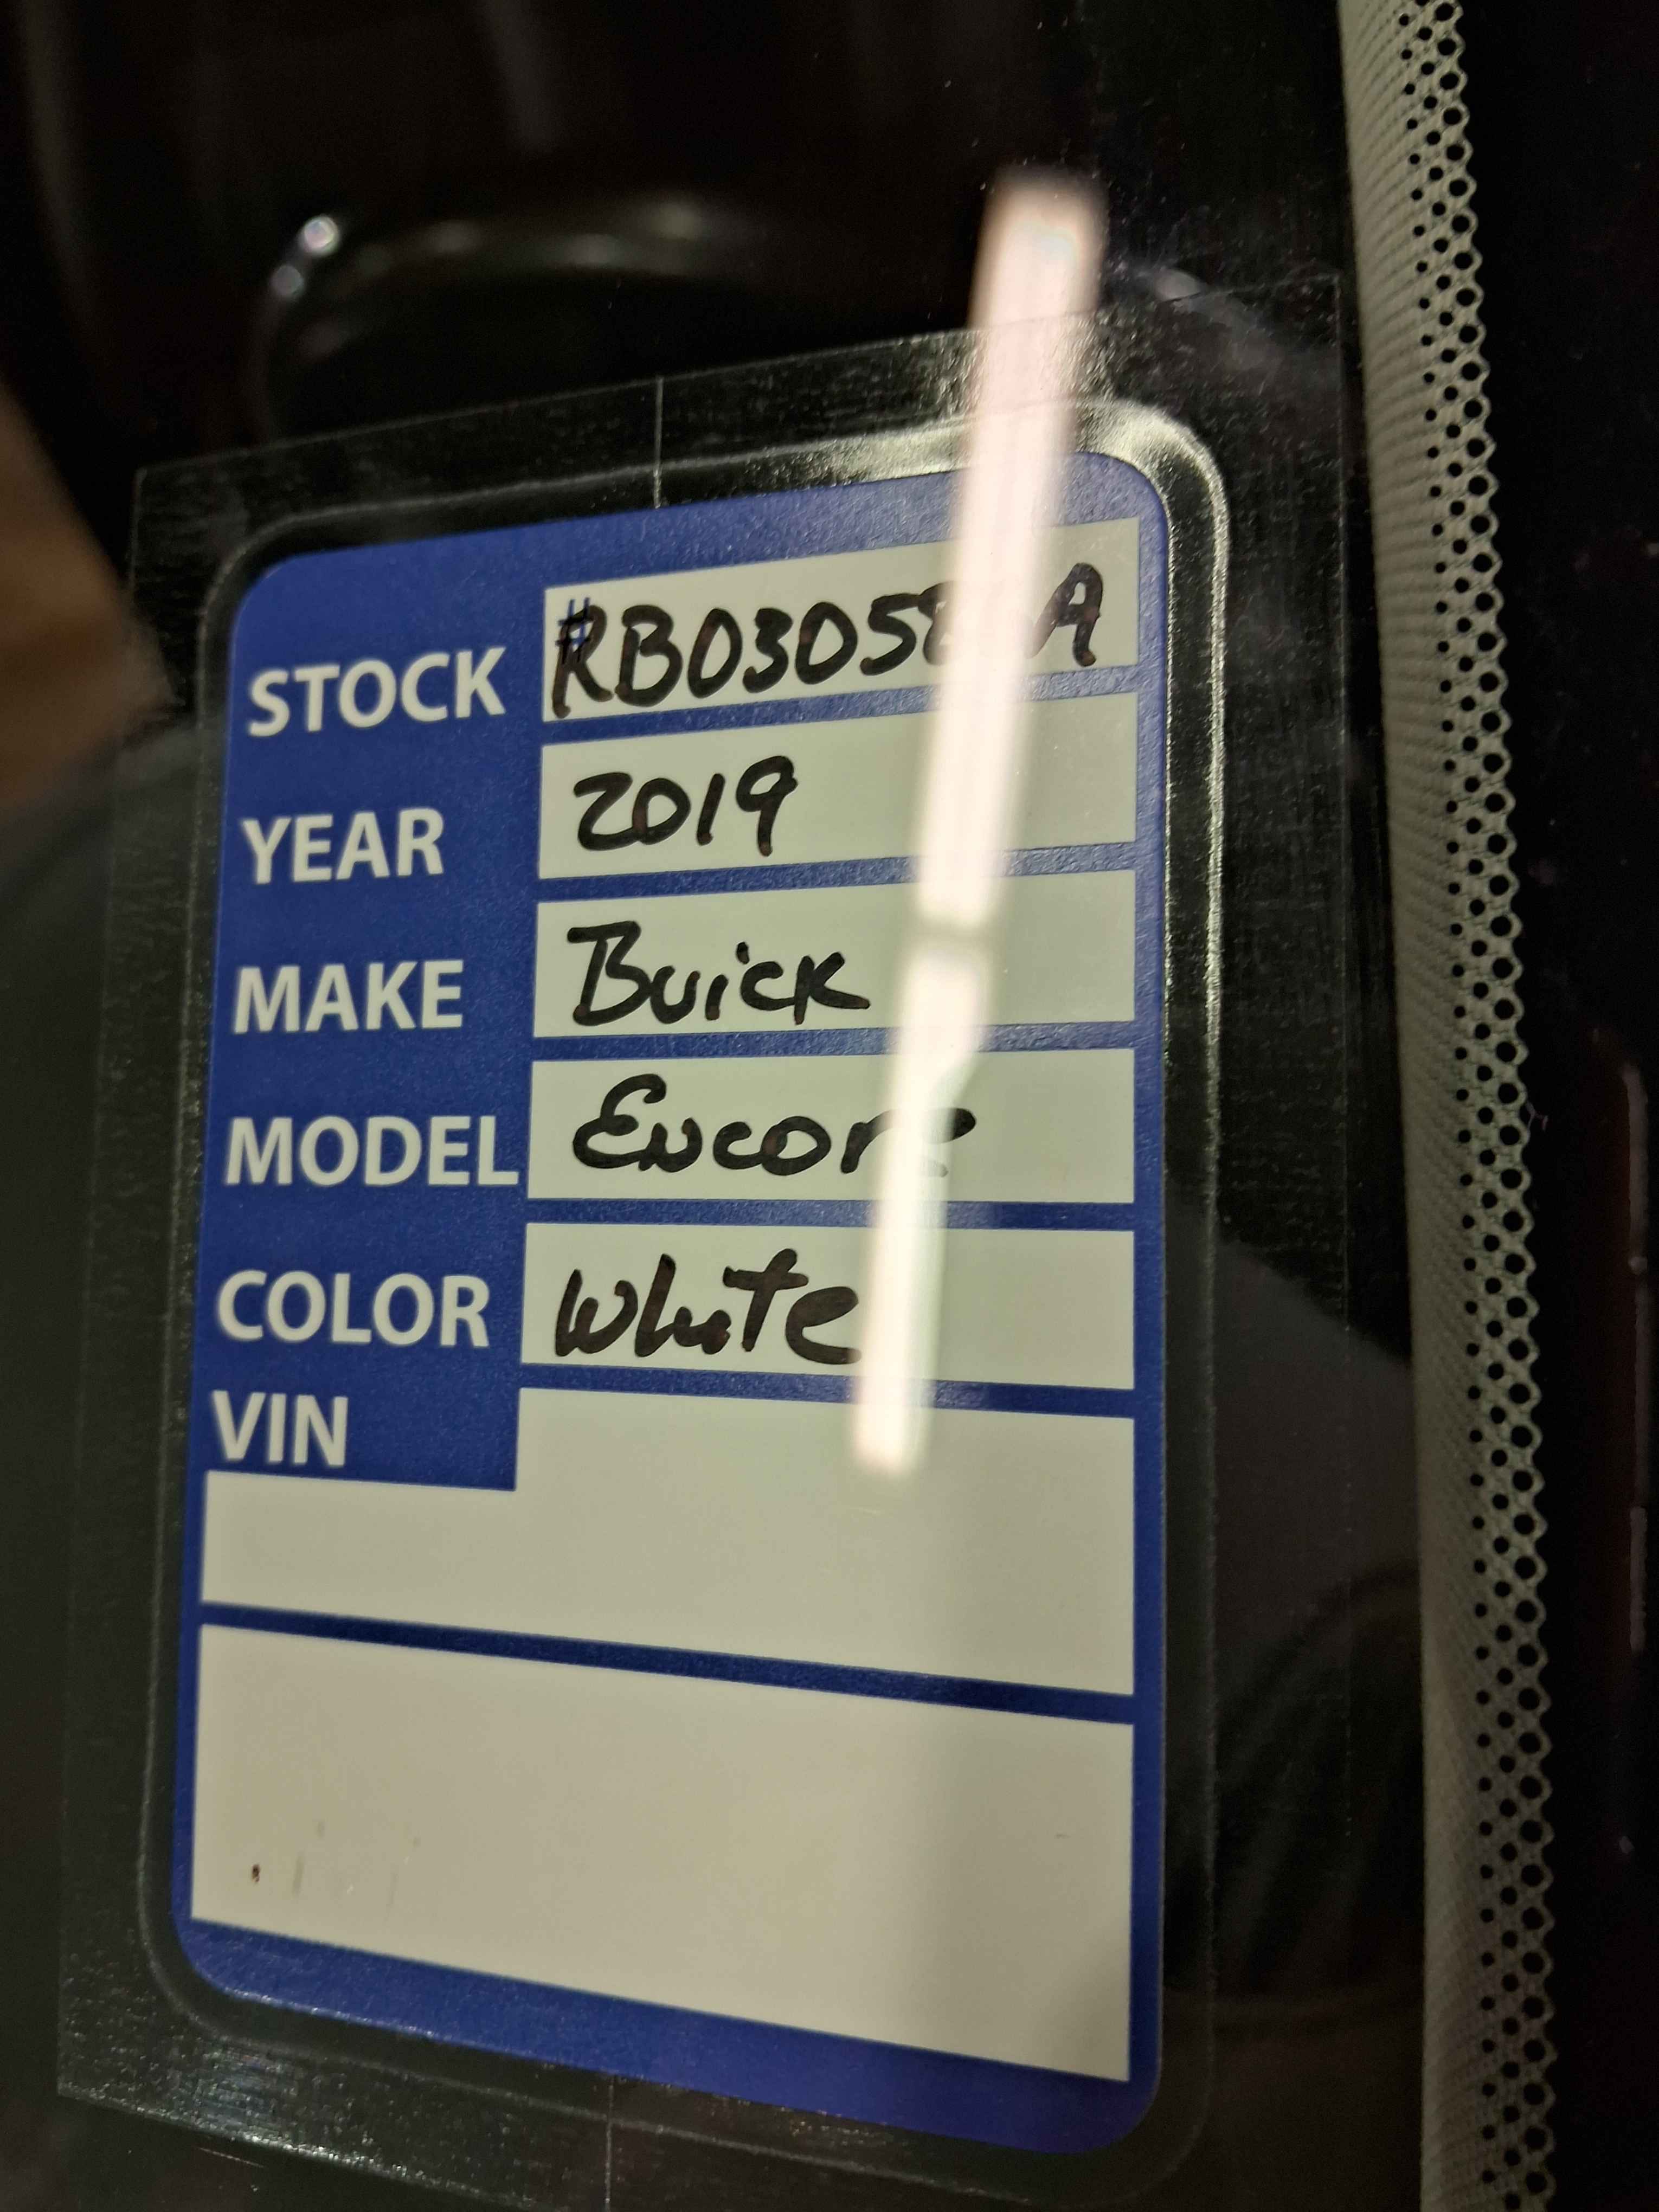 STOCK
YEAR 2019
MAKE Buick
MODEL Encore
COLOR White
VIN